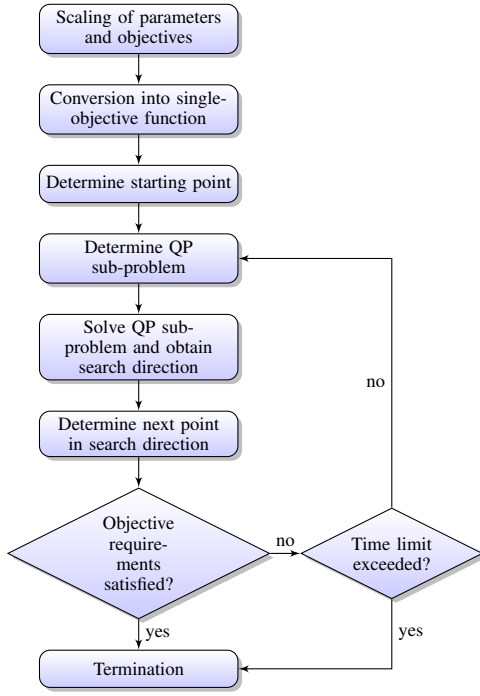 Scaling of parameters
and objectives
Conversion into single-
objective function
Determine starting point
Determine QP
sub-problem
Solve QP sub-
problem and obtain
search direction
no
Determine next point
in search direction
Objective
require-
ments
satisfied?
no
Time limit
exceeded?
yes
yes
Termination